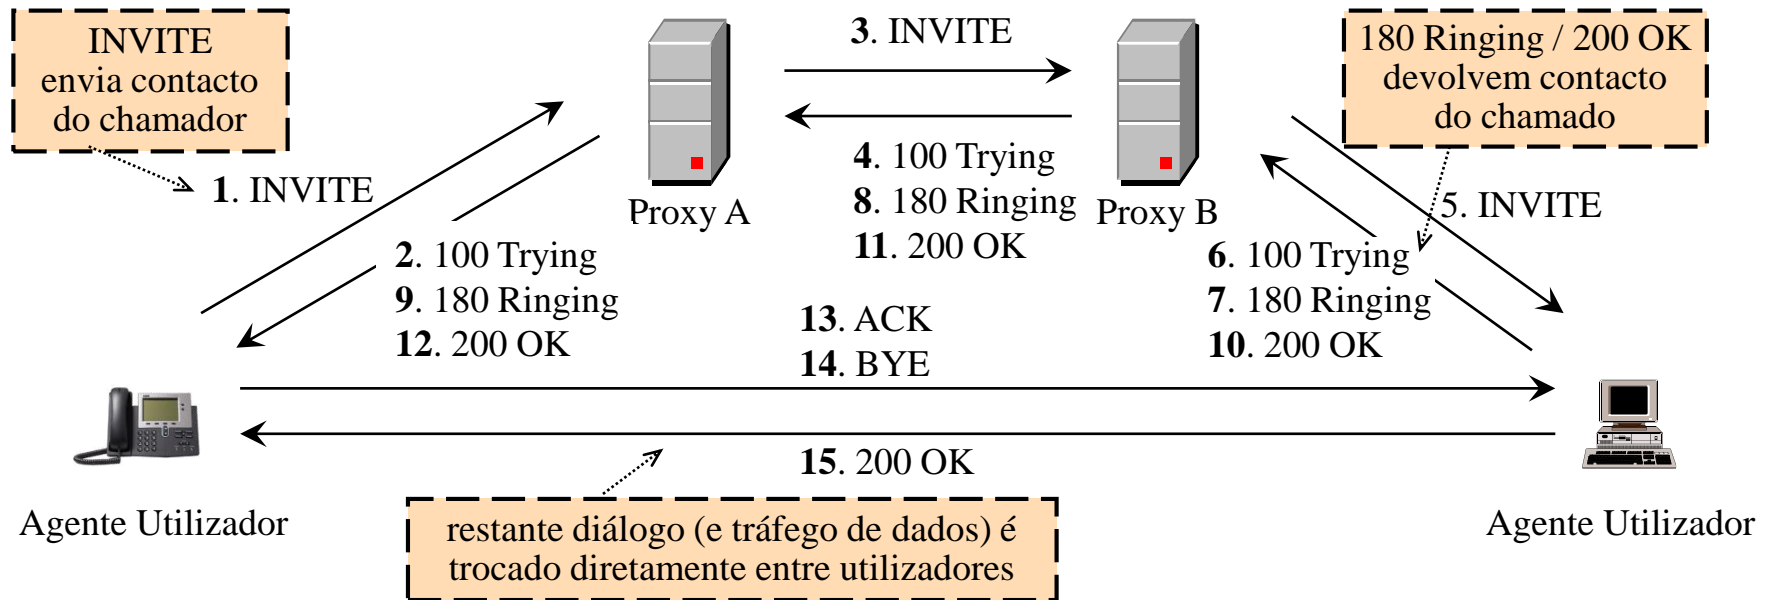 INVITE
envia contacto
do chamador
3. INVITE
180 Ringing / 200 OK
devolvem contacto
do chamado
1. INVITE
Proxy A
4. 100 Trying
8. 180 Ringing
11. 200 OK
Proxy B
5. INVITE
2. 100 Trying
9. 180 Ringing
12. 200 OK
6. 100 Trying
7. 180 Ringing
10. 200 OK
13. ACK
14. BYE
15. 200 OK
Agente Utilizador
Agente Utilizador
restante diálogo (e tráfego de dados) é
trocado diretamente entre utilizadores